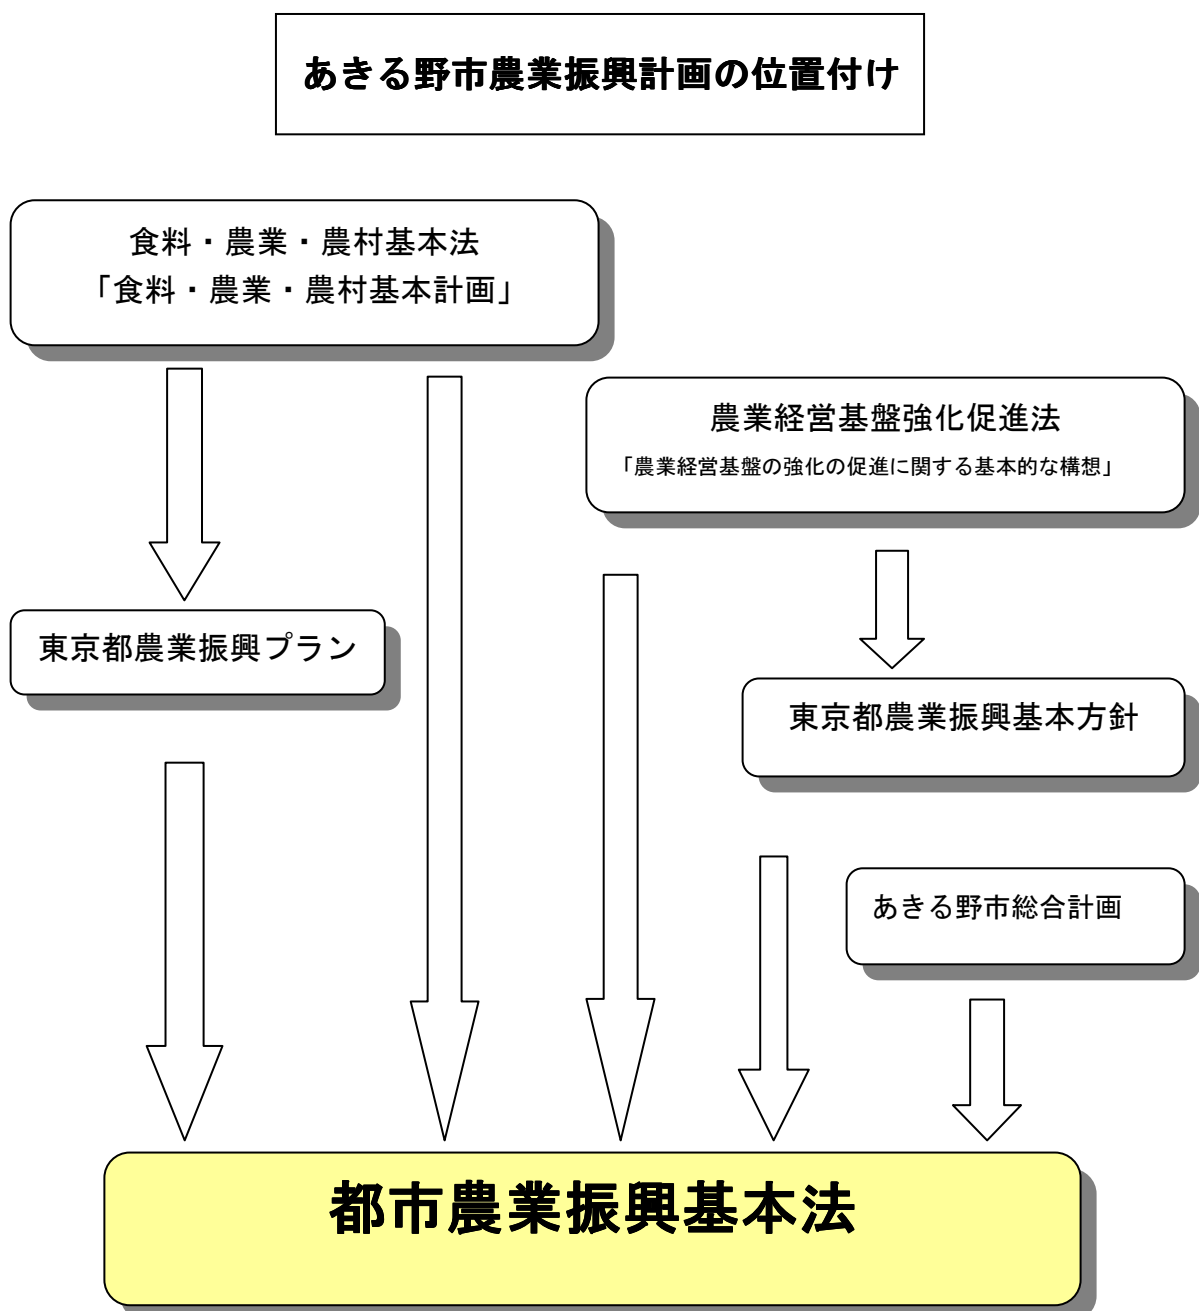 あきる野市農業振興計画の位置付け
食料・農業・農村基本法
「食料・農業・農村基本計画」
農業経営基盤強化促進法
「農業経営基盤の強化の促進に関する基本的な構想」
東京都農業振興プラン
東京都農業振興基本方針
あきる野市総合計画
都市農業振興基本法